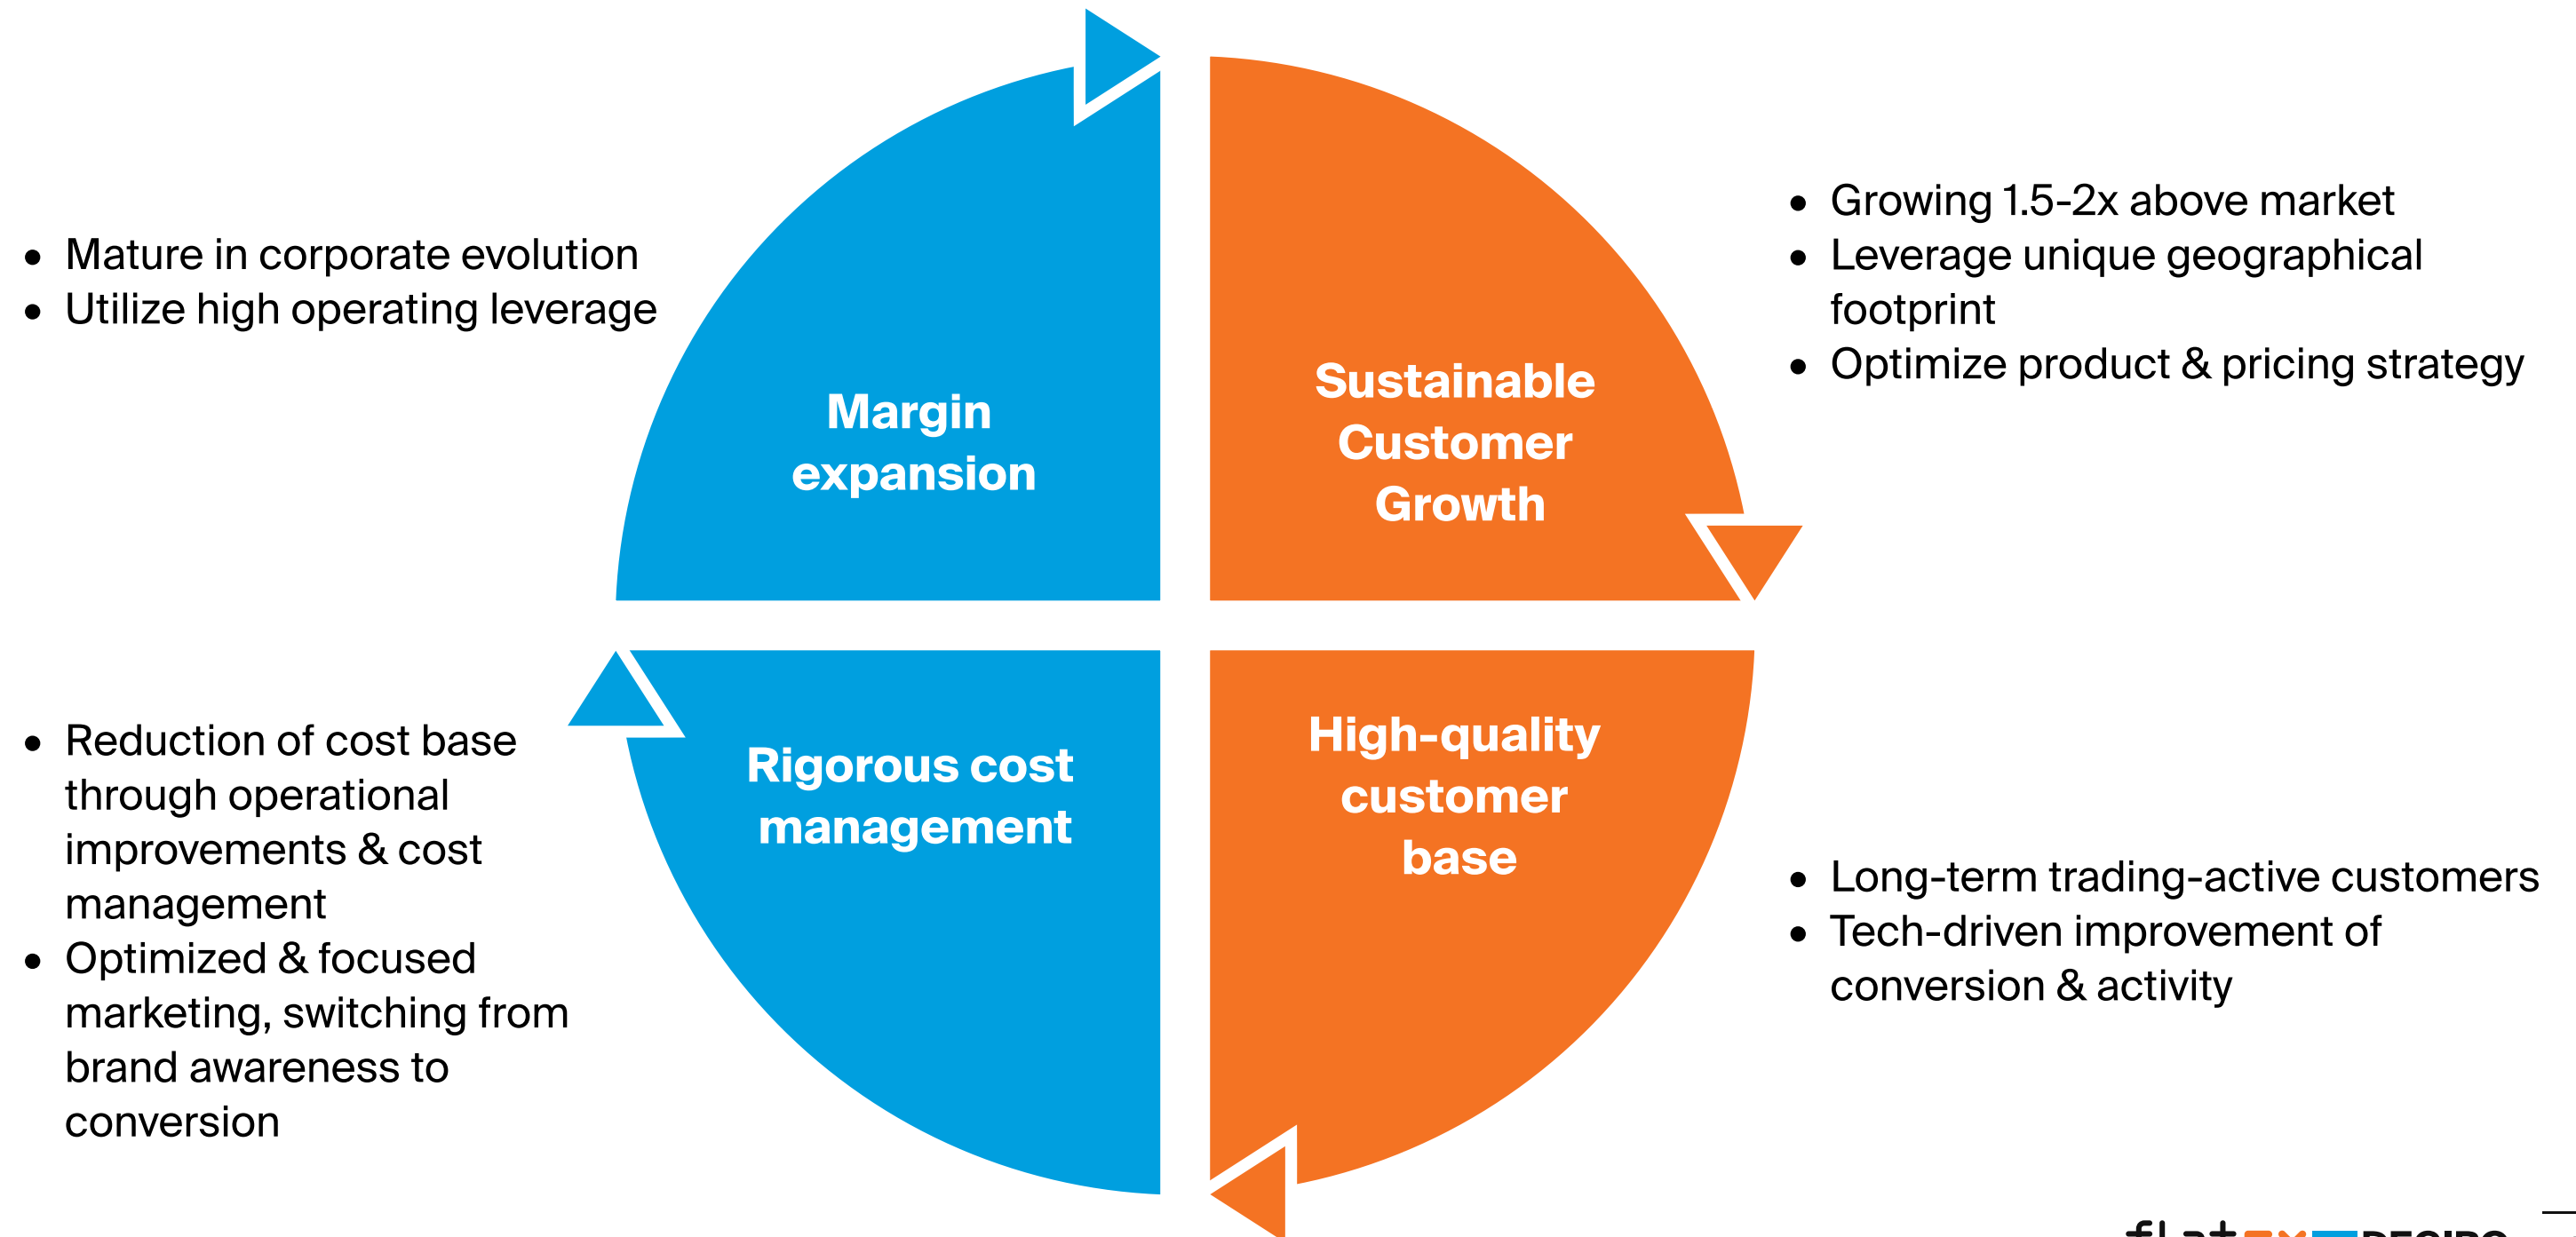 Margin
expansion
Sustainable
Customer
Growth
Rigorous cost
management
High-quality
customer
base
• Mature in corporate evolution
• Utilize high operating leverage
• Growing 1.5-2x above market
• Leverage unique geographical
footprint
• Optimize product & pricing strategy
• Reduction of cost base
through operational
improvements & cost
management
• Optimized & focused
marketing, switching from
brand awareness to
conversion
• Long-term trading-active customers
• Tech-driven improvement of
conversion & activity